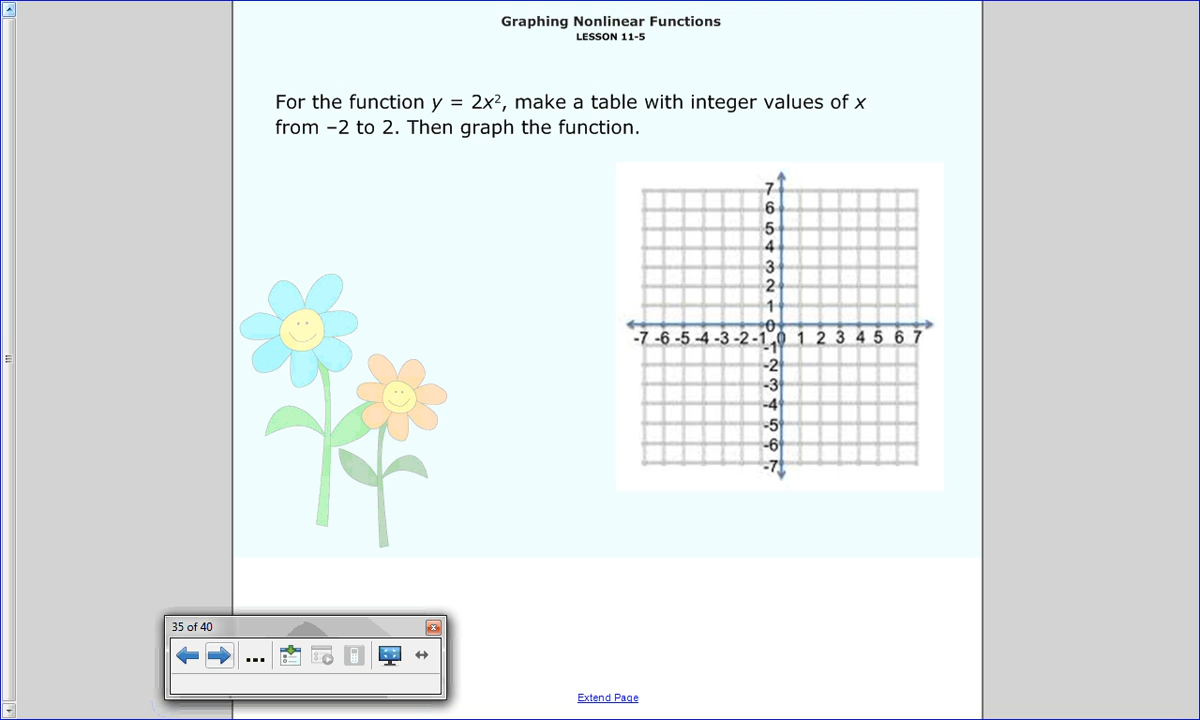 Graphing Nonlinear Functions
LESSON 11-5
For the function y = 2x², make a table with integer values of x
from –2 to 2. Then graph the function.
7
6
5
4
3
2
1
0
-7 -6 -5 -4 -3 -2 -1 0 1 2 3 4 5 6 7
-1
-2
-3
-4
-5
-6
-7
35 of 40
...
Extend Page